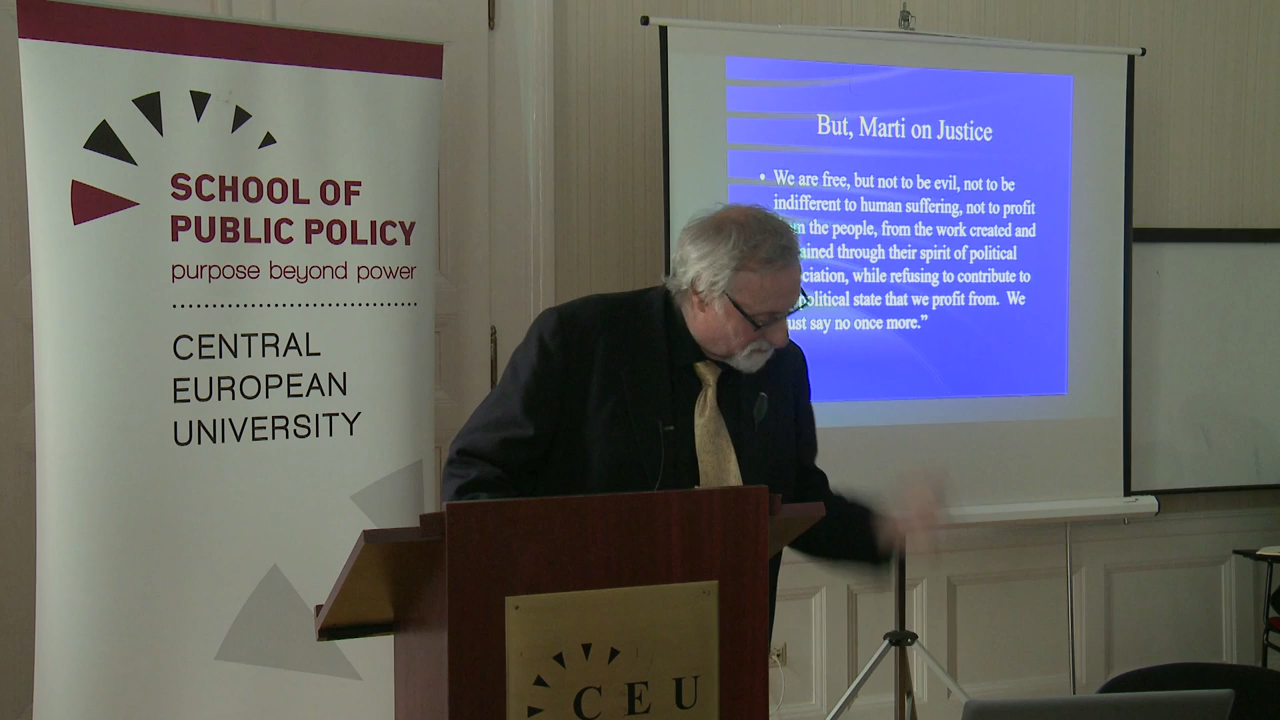 SCHOOL OF
PUBLIC POLICY
purpose beyond power
CENTRAL
EUROPEAN
UNIVERSITY
But, Marti on Justice
• We are free, but not to be evil, not to be
indifferent to human suffering, not to profit
the people, from the work created and
through their spirit of political
while refusing to contribute to
political state that we profit from. We
say no once more.”
CEU